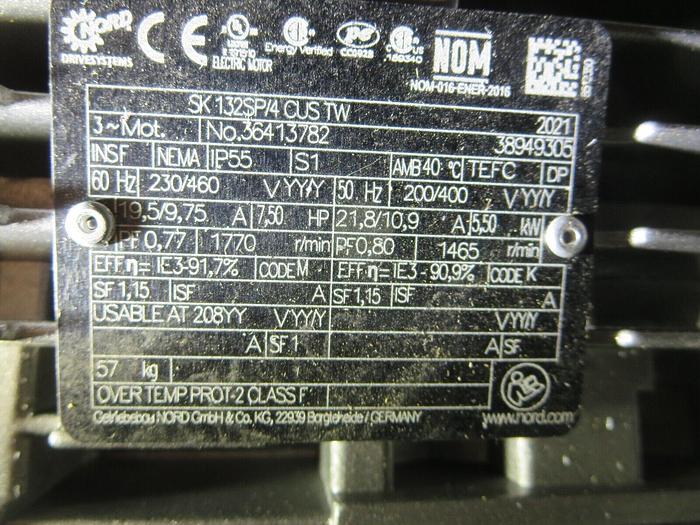 NORD
DRIVESYSTEMS
CE
ELECTRIC MOTOR
Energy Verified
CC092B
NOM
NOM-016-ENER-2016
SK 132SP/4 CUS TW 2021
3~Mot. No. 36413782 38949305
INSF NEMA IP55 S1 AMB 40 °C TEFC DP
60 Hz 230/460 V YY/Y 50 Hz 200/400 V YY/Y
19,5/9,75 A 7,50 HP 21,8/10,9 A 5,50 kW
PF 0,77 1770 r/min PF 0,80 1465 r/min
EFF η= IE3-91,7% CODE M EFF η= IE3-90,9% CODE K
SF 1,15 ISF A SF 1,15 ISF A
USABLE AT 208YY V YY/Y V YY/Y
A SF 1 A SF
57 kg
OVER TEMP. PROT-2 CLASS F
Getriebebau NORD GmbH & Co. KG, 22939 Bargteheide / GERMANY www.nord.com